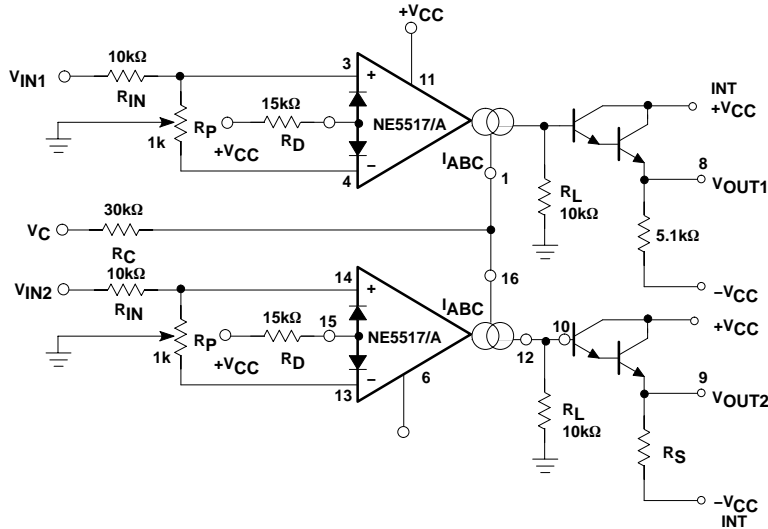 +VCC
10kΩ
VIN1
RIN
3
+
11
INT
+VCC
15kΩ
RP
1k
+VCC
RD
NE5517/A
−
4
IABC
1
8
VOUT1
RL
10kΩ
5.1kΩ
VC
30kΩ
RC
−VCC
10kΩ
VIN2
RIN
14
+
16
IABC
+VCC
15kΩ
15
RP
1k
+VCC
RD
NE5517/A
−
13
6
12
10
9
VOUT2
RL
10kΩ
RS
−VCC
INT